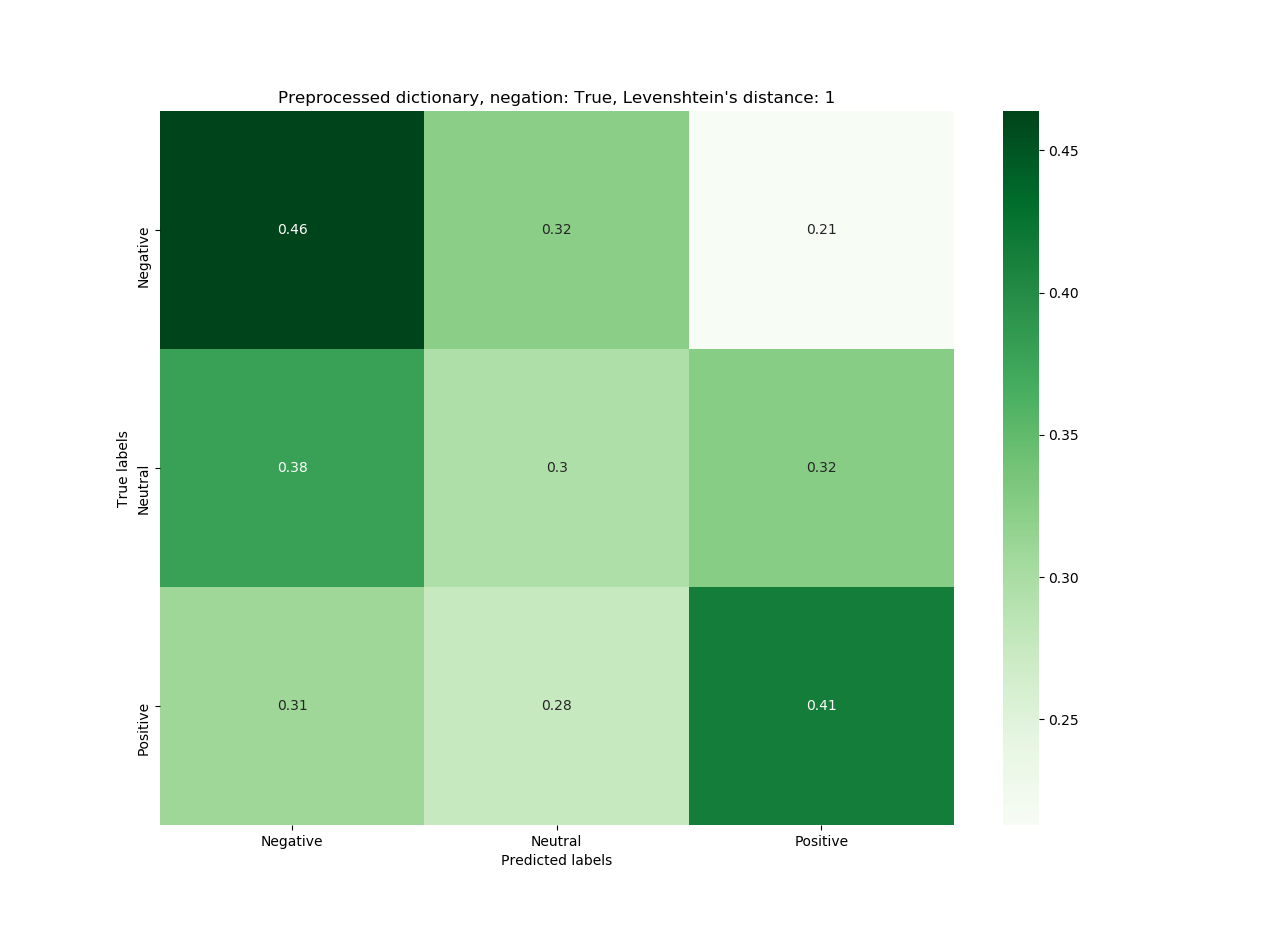 Preprocessed dictionary, negation: True, Levenshtein's distance: 1
True labels
Negative
0.46 0.32 0.21
Neutral
0.38 0.3 0.32
Positive
0.31 0.28 0.41
Negative Neutral Positive
Predicted labels
0.45
0.40
0.35
0.30
0.25